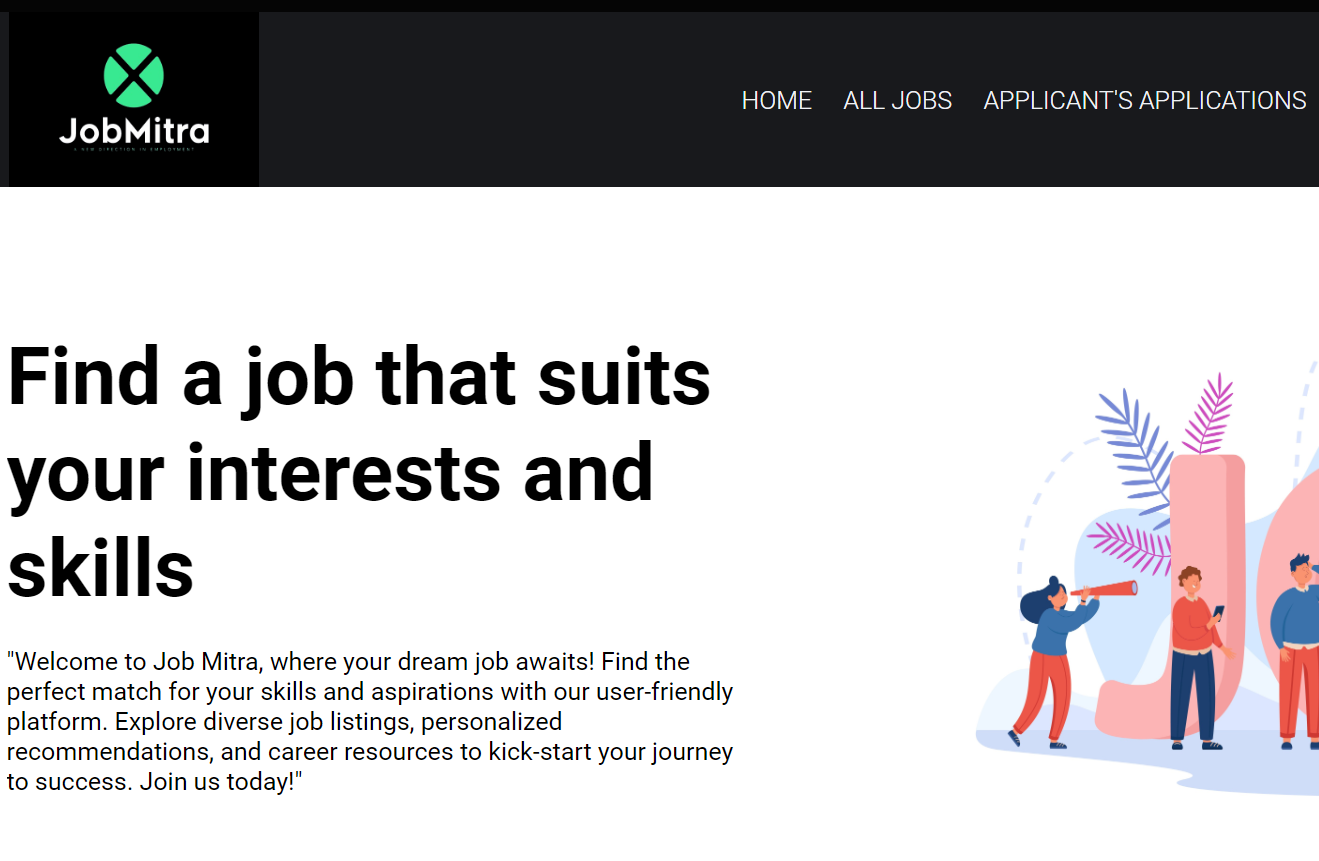 JobMitra
A NEW DIRECTION IN EMPLOYMENT
HOME ALL JOBS APPLICANT'S APPLICATIONS
Find a job that suits
your interests and
skills
"Welcome to Job Mitra, where your dream job awaits! Find the
perfect match for your skills and aspirations with our user-friendly
platform. Explore diverse job listings, personalized
recommendations, and career resources to kick-start your journey
to success. Join us today!"